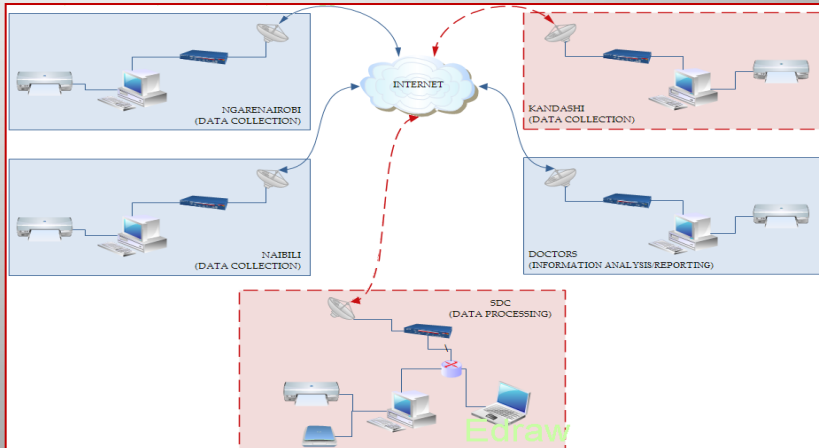 INTERNET
NGARENAIROBI
(DATA COLLECTION)
KANDASHI
(DATA COLLECTION)
NAIBILI
(DATA COLLECTION)
DOCTORS
(INFORMATION ANALYSIS/REPORTING)
SDC
(DATA PROCESSING)
Edraw